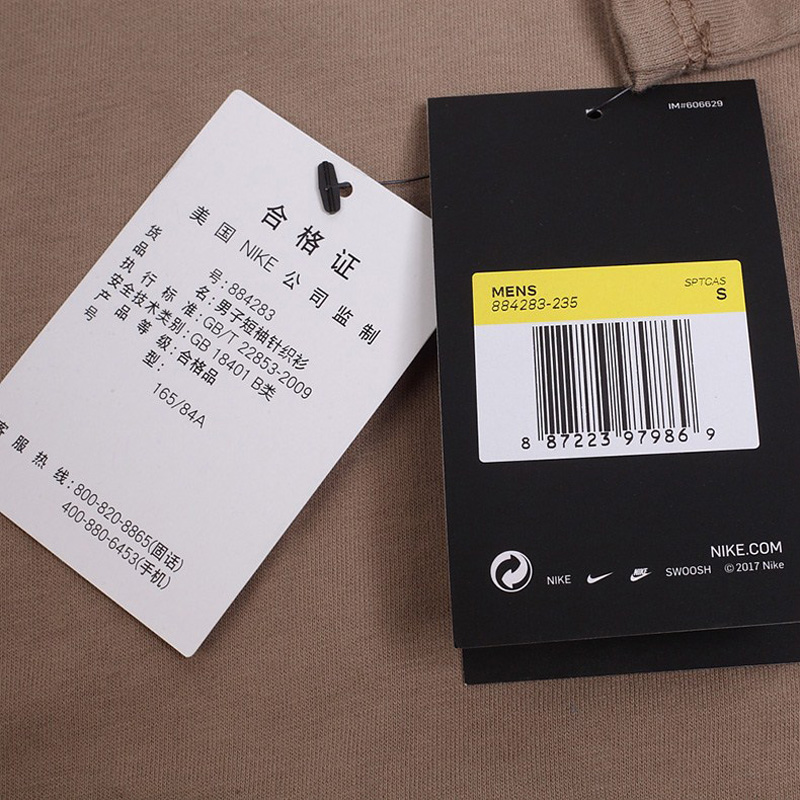 合格证
美国 NIKE 公司监制
货号:884283
品名:男子短袖针织衫
执行标准:GB/T 22853-2009
安全技术类别:GB 18401 B类
产品等级:合格品
号型:165/84A
客服热线:800-820-8865(固话)
400-880-6453(手机)
IM#606629
MENS SPTCAS
884283-235 S
8 87223 97986 9
NIKE.COM
NIKE NIKE SWOOSH © 2017 Nike